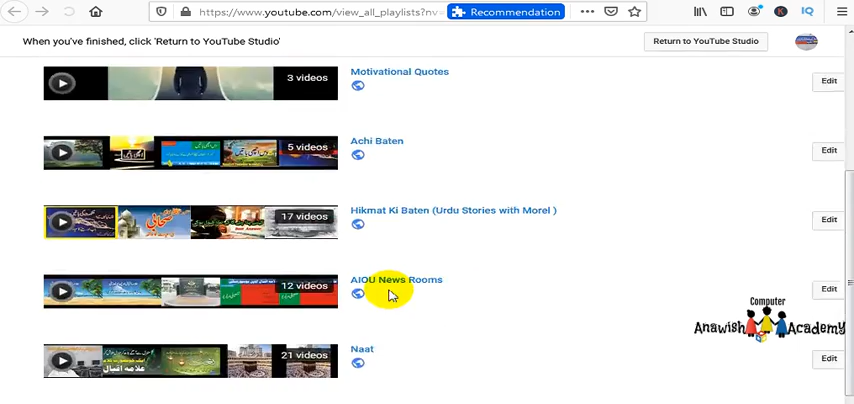 https://www.youtube.com/view_all_playlists?nv=
Recommendation
When you've finished, click 'Return to YouTube Studio'
Return to YouTube Studio
3 videos
Motivational Quotes
Edit
5 videos
Achi Baten
Edit
17 videos
Hikmat Ki Baten (Urdu Stories with Morel )
Edit
12 videos
AIOU News Rooms
Edit
Computer
Anawish Academy
21 videos
Naat
Edit